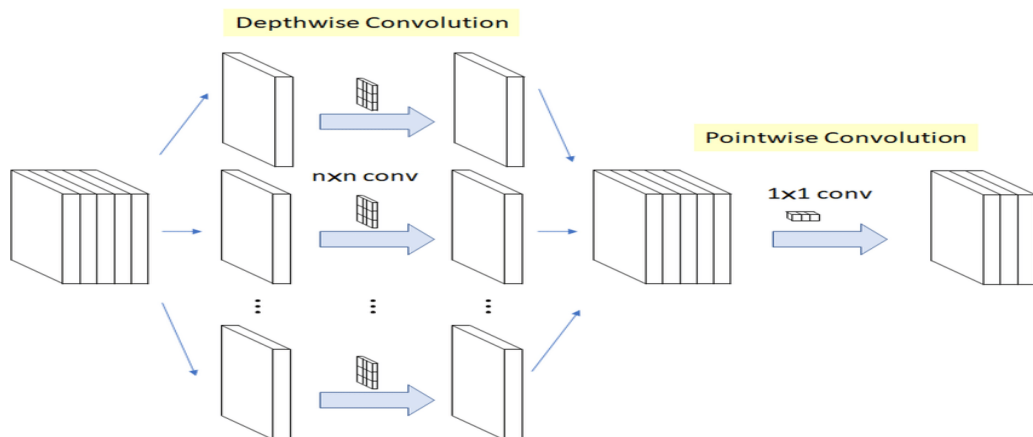 Depthwise Convolution
Pointwise Convolution
nxn conv
1x1 conv